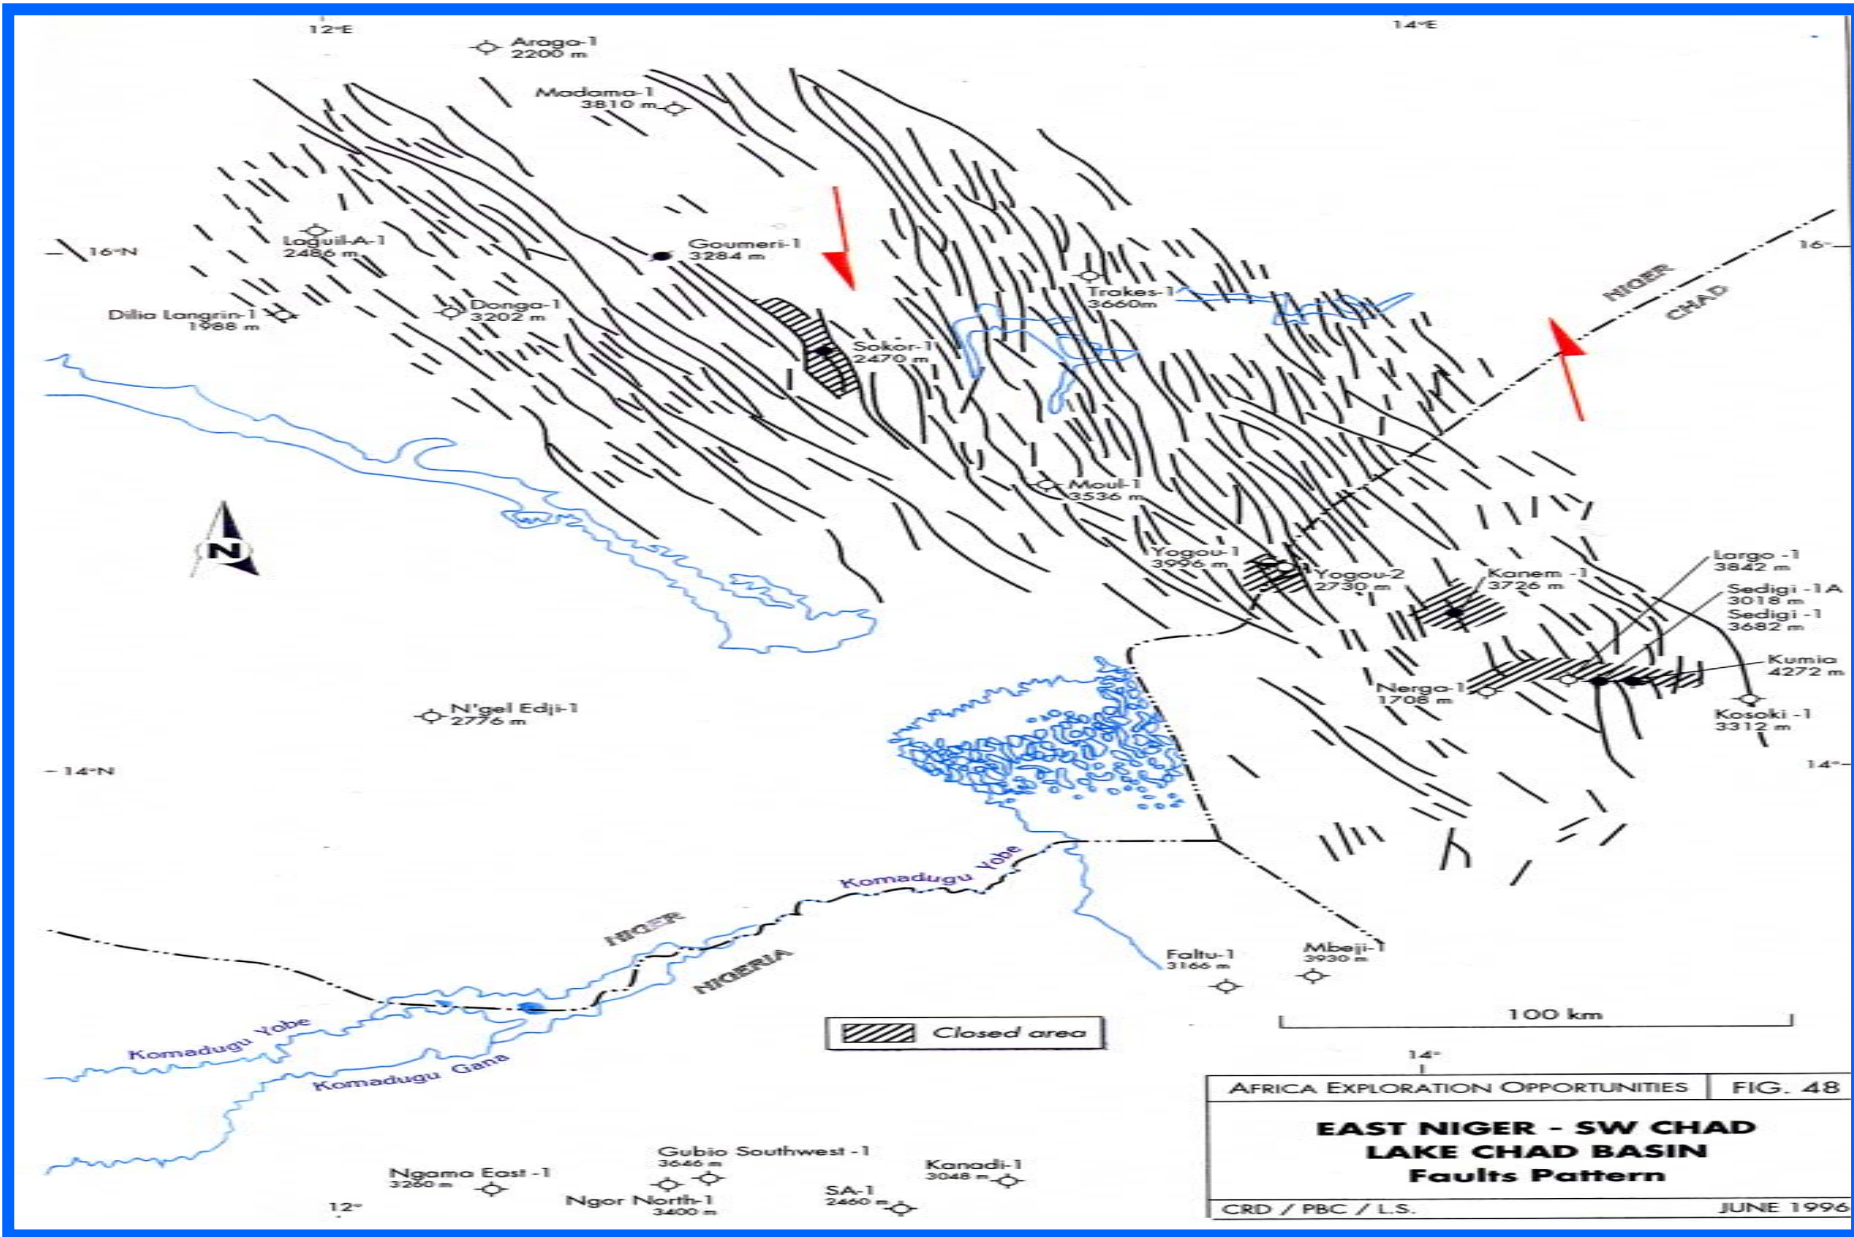 12°E
14°E
Araga-1
2200 m
Madama-1
3810 m
16°N
Laguil-A-1
2486 m
Goumeri-1
3284 m
16°
NIGER
CHAD
Trakes-1
3660m
Dilia Langrin-1
1988 m
Donga-1
3202 m
Sokor-1
2470 m
Moul-1
3536 m
N
Yogou-1
3996 m
Yogou-2
2730 m
Kanem -1
3726 m
Largo -1
3842 m
Sedigi -1A
3018 m
Sedigi -1
3682 m
Kumia
4272 m
Nerga-1
1708 m
Kosoki -1
3312 m
N'gel Edji-1
2776 m
14°N
14°
Komadugu Yobe
NIGER
NIGERIA
Faltu-1
3166 m
Mbeji-1
3930 m
Komadugu Yobe
Komadugu Gana
Closed area
100 km
14°
AFRICA EXPLORATION OPPORTUNITIES
FIG. 48
EAST NIGER - SW CHAD
LAKE CHAD BASIN
Faults Pattern
CRD / PBC / L.S.
JUNE 1996
Ngama East -1
3260 m
Gubio Southwest -1
3646 m
Ngor North-1
3400 m
SA-1
2460 m
Kanadi-1
3048 m
12°